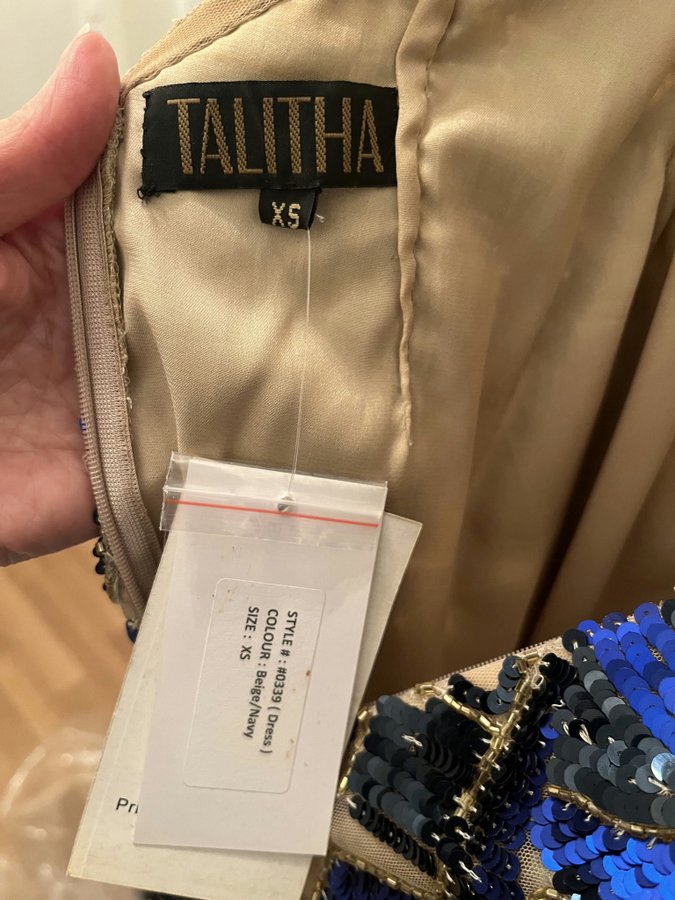 TALITHA
XS
STYLE # : #0339 ( Dress )
COLOUR : Beige/Navy
SIZE : XS